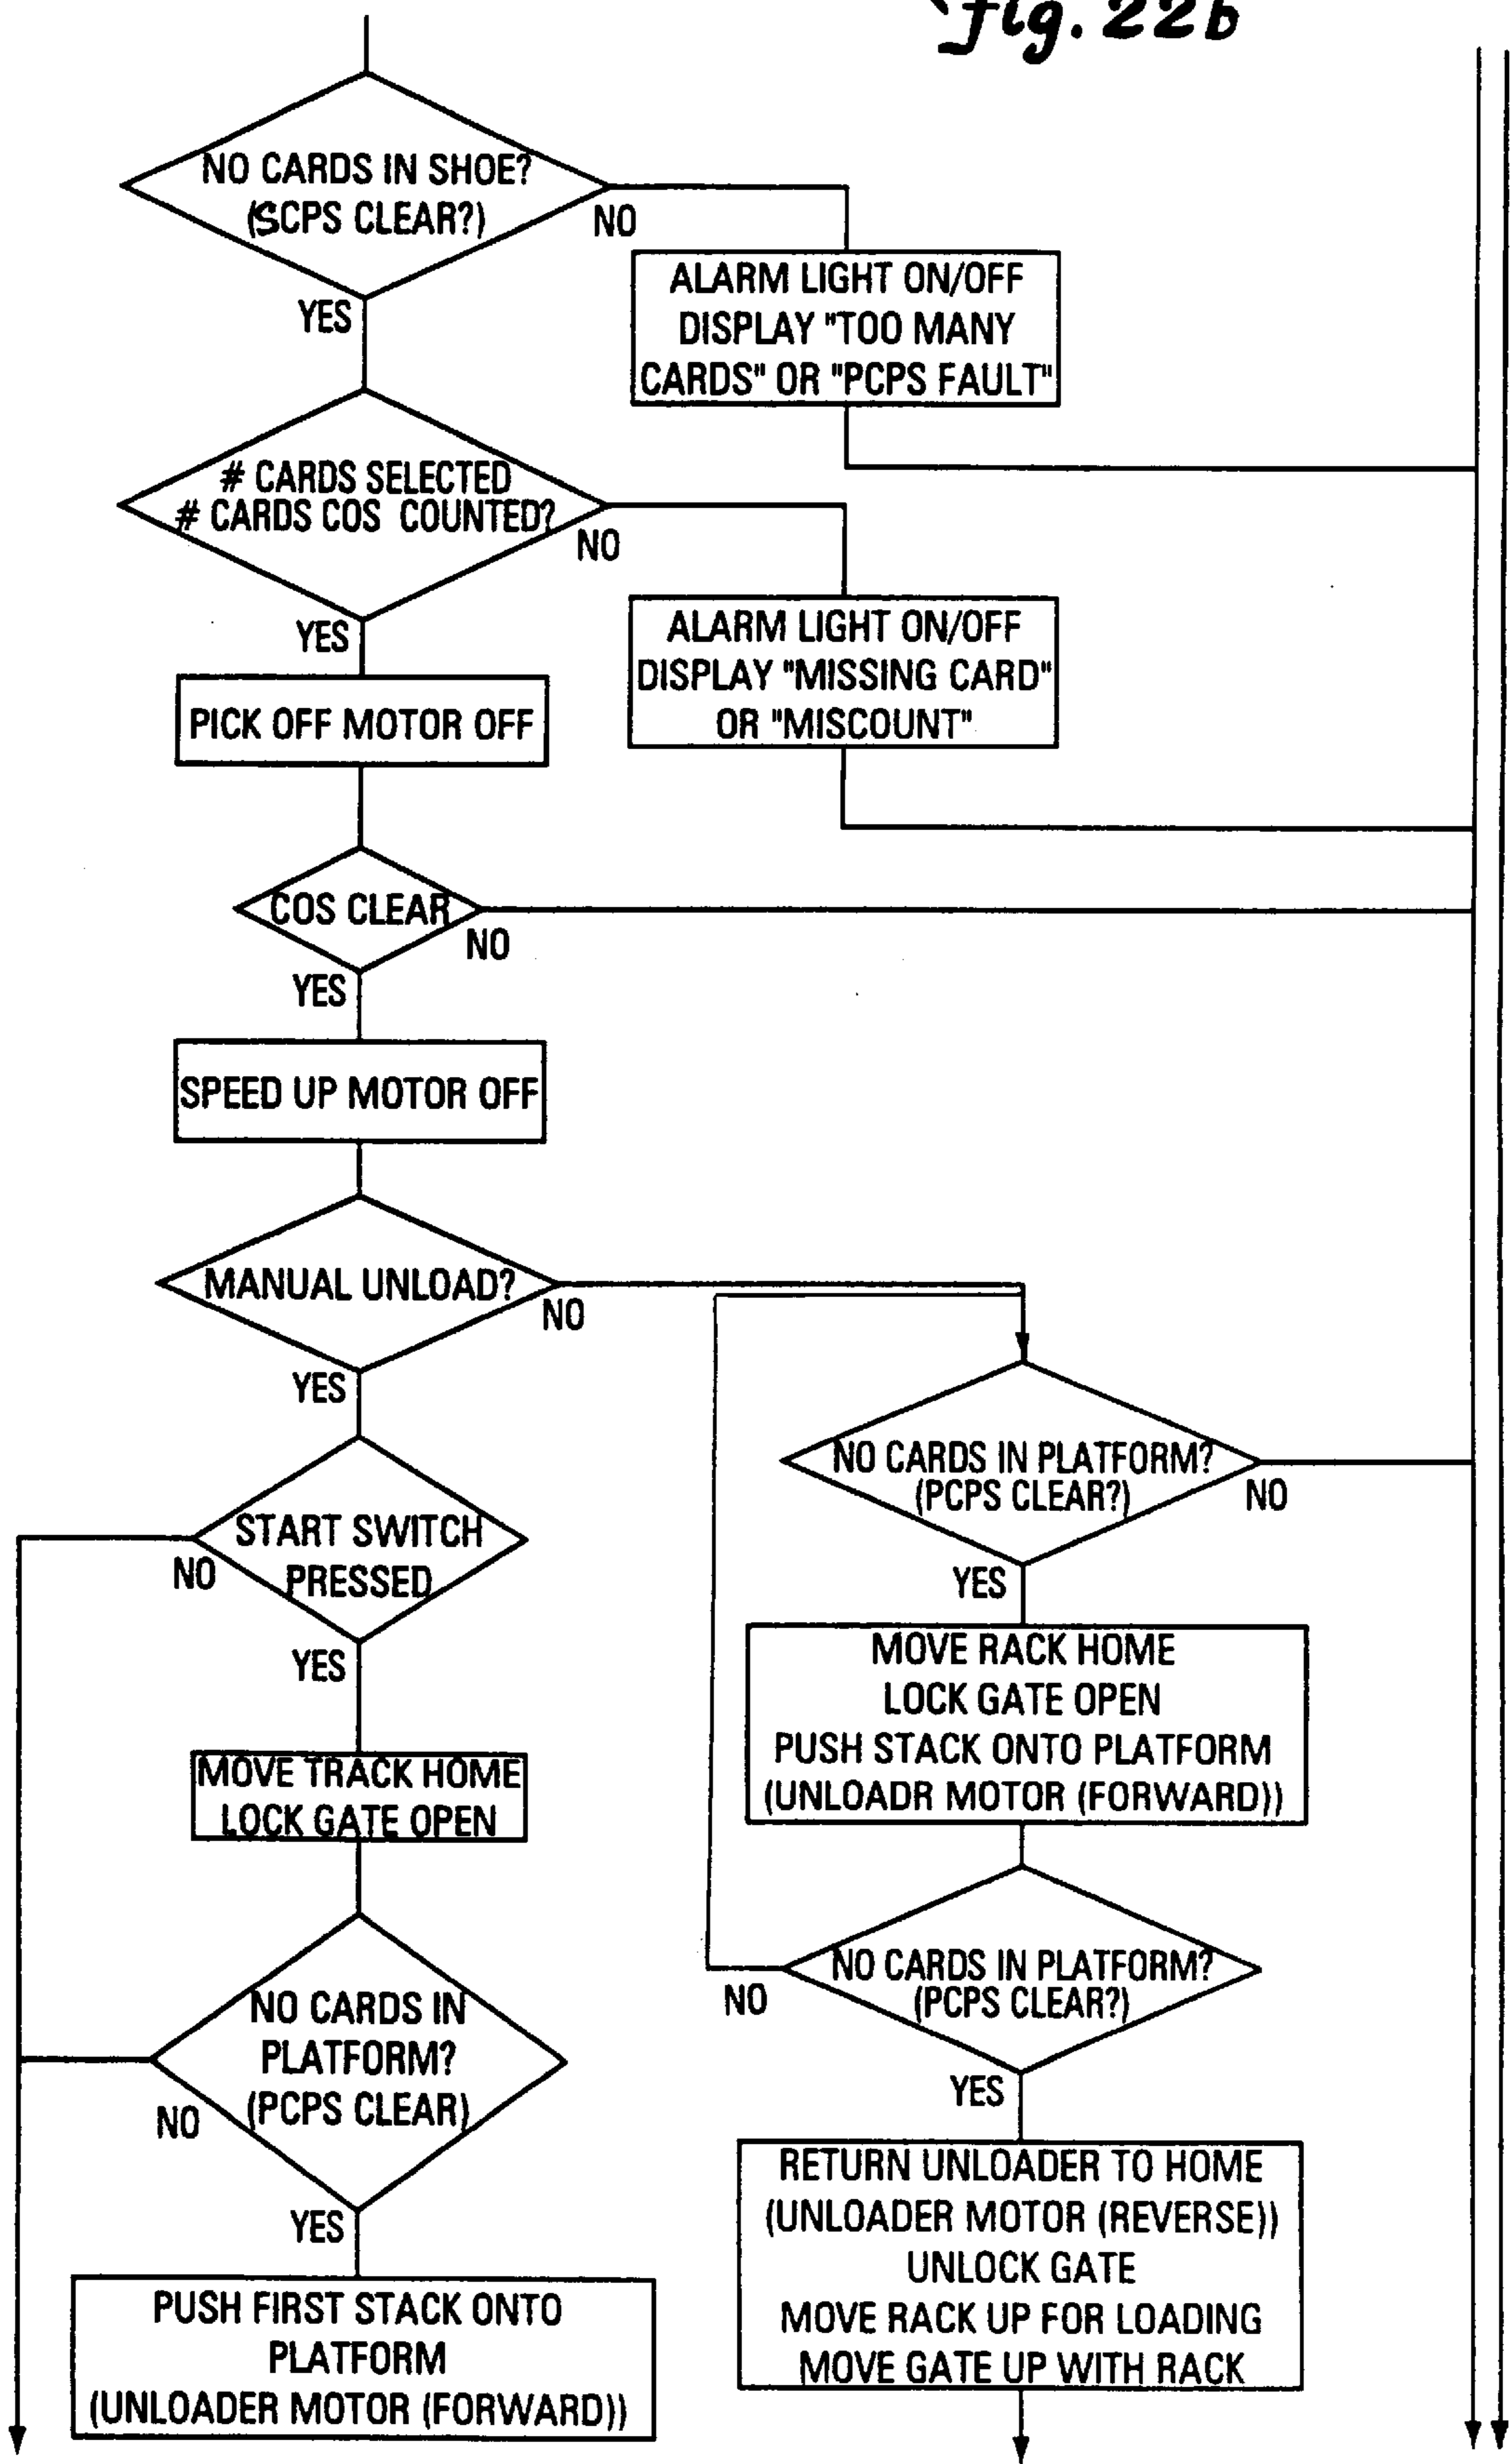 fig. 22b
NO CARDS IN SHOE?
(SCPS CLEAR?)
NO
YES
ALARM LIGHT ON/OFF
DISPLAY "TOO MANY
CARDS" OR "PCPS FAULT"
# CARDS SELECTED
# CARDS COS COUNTED?
NO
YES
ALARM LIGHT ON/OFF
DISPLAY "MISSING CARD"
OR "MISCOUNT"
PICK OFF MOTOR OFF
COS CLEAR
NO
YES
SPEED UP MOTOR OFF
MANUAL UNLOAD?
NO
YES
START SWITCH
PRESSED
NO
YES
MOVE TRACK HOME
LOCK GATE OPEN
NO CARDS IN
PLATFORM?
(PCPS CLEAR)
NO
YES
PUSH FIRST STACK ONTO
PLATFORM
(UNLOADER MOTOR (FORWARD))
NO CARDS IN PLATFORM?
(PCPS CLEAR?)
NO
YES
MOVE RACK HOME
LOCK GATE OPEN
PUSH STACK ONTO PLATFORM
(UNLOADR MOTOR (FORWARD))
NO CARDS IN PLATFORM?
(PCPS CLEAR?)
NO
YES
RETURN UNLOADER TO HOME
(UNLOADER MOTOR (REVERSE))
UNLOCK GATE
MOVE RACK UP FOR LOADING
MOVE GATE UP WITH RACK